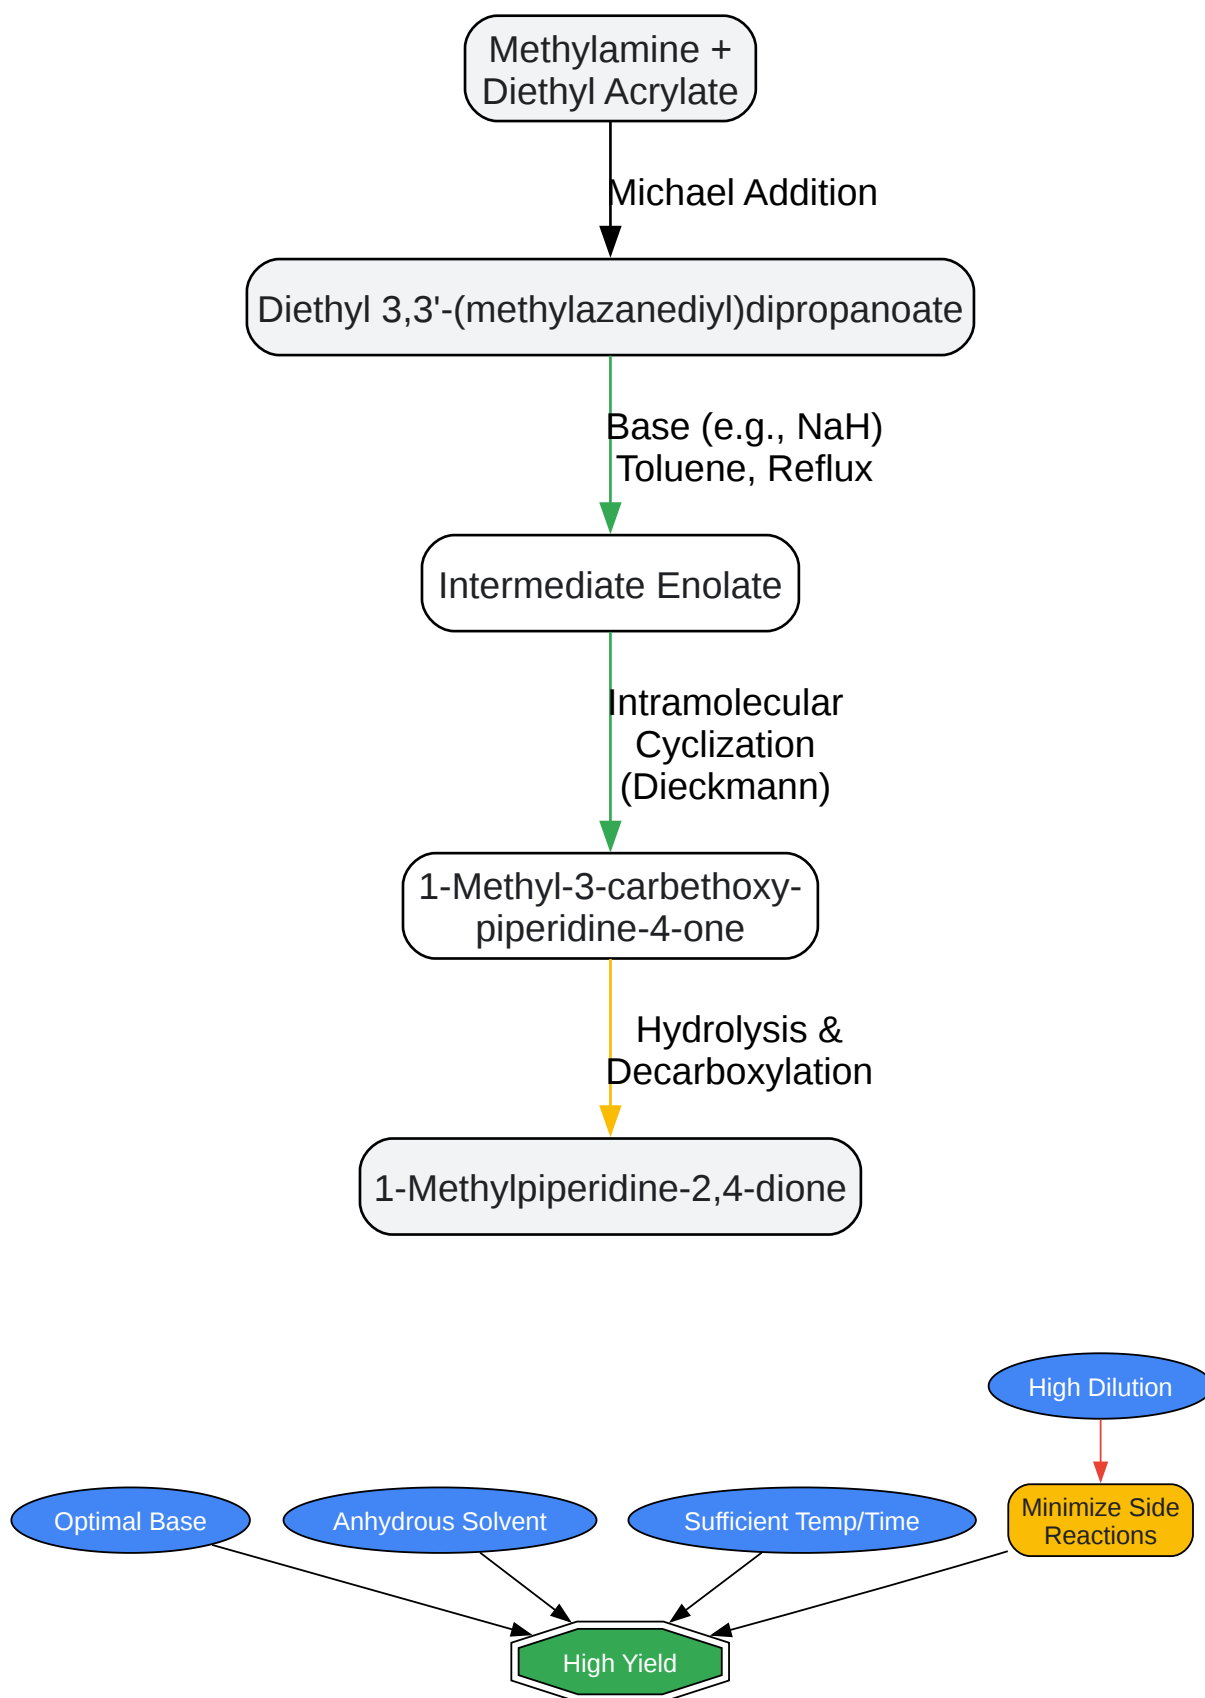 Methylamine +
Diethyl Acrylate
Michael Addition
Diethyl 3,3'-(methylazanediyl)dipropanoate
Base (e.g., NaH)
Toluene, Reflux
Intermediate Enolate
Intramolecular
Cyclization
(Dieckmann)
1-Methyl-3-carbethoxy-
piperidine-4-one
Hydrolysis &
Decarboxylation
1-Methylpiperidine-2,4-dione
High Dilution
Optimal Base
Anhydrous Solvent
Sufficient Temp/Time
Minimize Side
Reactions
High Yield